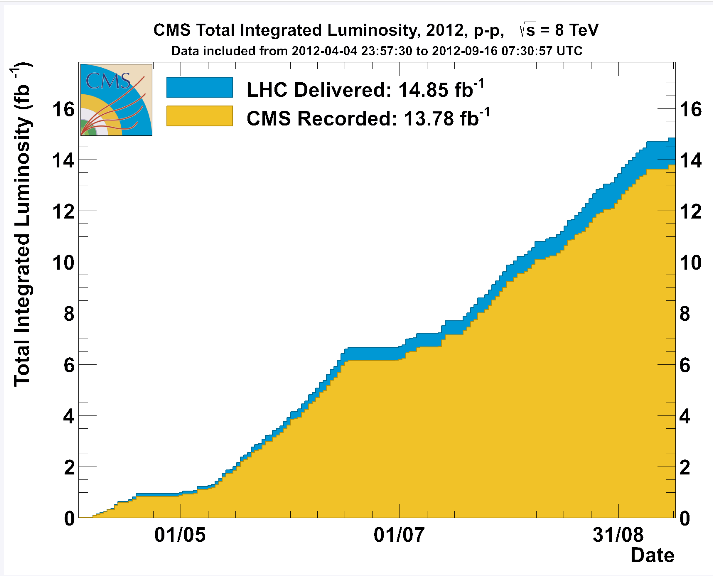 CMS Total Integrated Luminosity, 2012, p-p, √s = 8 TeV
Data included from 2012-04-04 23:57:30 to 2012-09-16 07:30:57 UTC
CMS
LHC Delivered: 14.85 fb⁻¹
CMS Recorded: 13.78 fb⁻¹
Total Integrated Luminosity (fb⁻¹)
16 16
14 14
12 12
10 10
8 8
6 6
4 4
2 2
0 0
01/05 01/07 31/08
Date